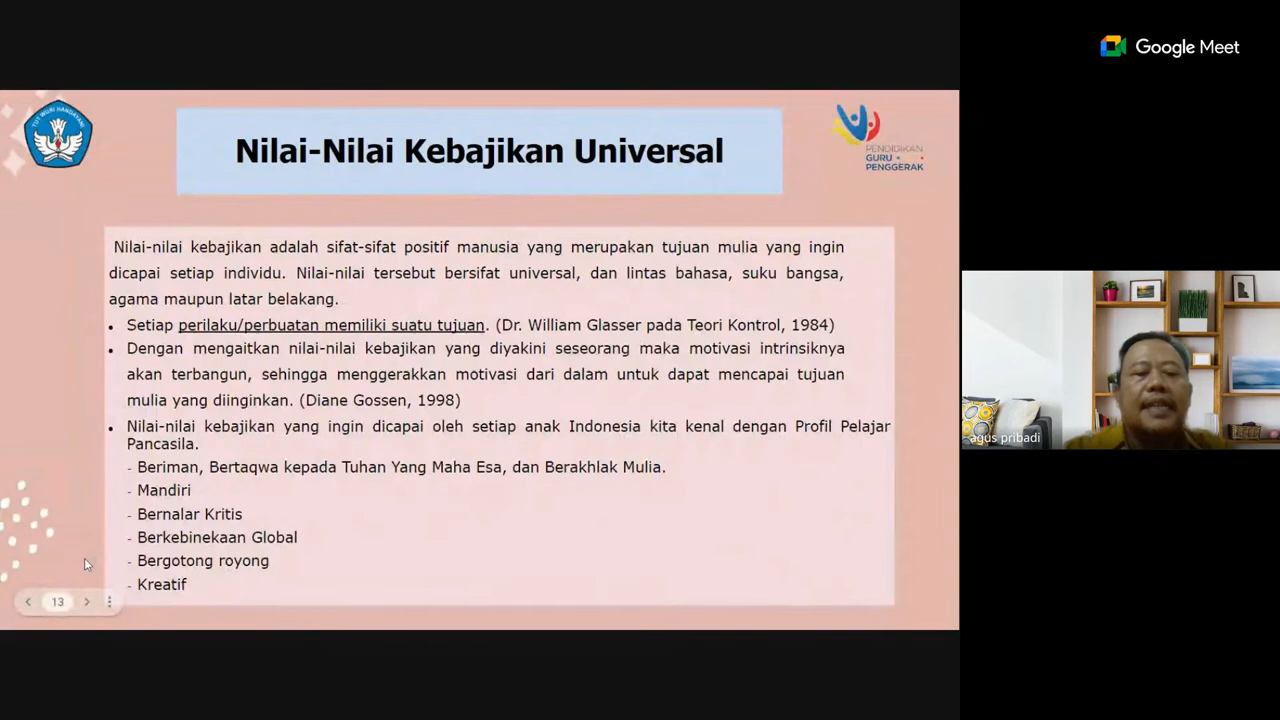 Google Meet
TUT WURI HANDAYANI
Nilai-Nilai Kebajikan Universal
PENDIDIKAN
GURU
PENGGERAK
Nilai-nilai kebajikan adalah sifat-sifat positif manusia yang merupakan tujuan mulia yang ingin
dicapai setiap individu. Nilai-nilai tersebut bersifat universal, dan lintas bahasa, suku bangsa,
agama maupun latar belakang.
• Setiap perilaku/perbuatan memiliki suatu tujuan. (Dr. William Glasser pada Teori Kontrol, 1984)
• Dengan mengaitkan nilai-nilai kebajikan yang diyakini seseorang maka motivasi intrinsiknya
akan terbangun, sehingga menggerakkan motivasi dari dalam untuk dapat mencapai tujuan
mulia yang diinginkan. (Diane Gossen, 1998)
• Nilai-nilai kebajikan yang ingin dicapai oleh setiap anak Indonesia kita kenal dengan Profil Pelajar
Pancasila.
- Beriman, Bertaqwa kepada Tuhan Yang Maha Esa, dan Berakhlak Mulia.
- Mandiri
- Bernalar Kritis
- Berkebinekaan Global
- Bergotong royong
- Kreatif
13
agus pribadi